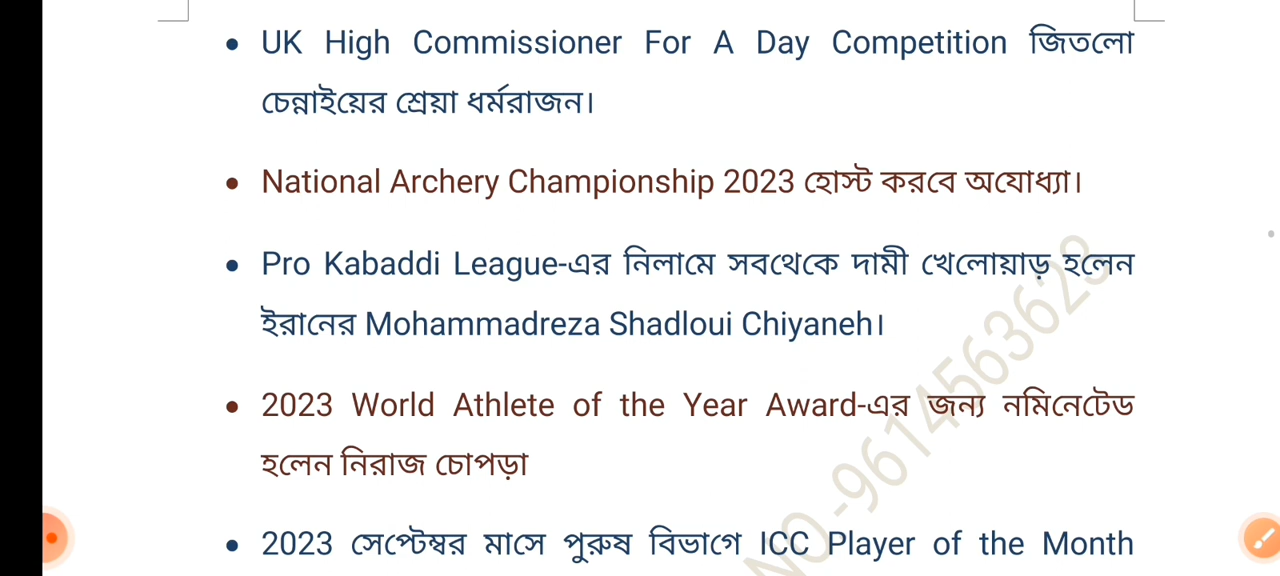 • UK High Commissioner For A Day Competition জিতলো
চেন্নাইয়ের শ্রেয়া ধর্মরাজন।
• National Archery Championship 2023 হোস্ট করবে অযোধ্যা।
• Pro Kabaddi League-এর নিলামে সবথেকে দামী খেলোয়াড় হলেন
ইরানের Mohammadreza Shadloui Chiyaneh।
• 2023 World Athlete of the Year Award-এর জন্য নমিনেটেড
হলেন নিরাজ চোপড়া
• 2023 সেপ্টেম্বর মাসে পুরুষ বিভাগে ICC Player of the Month
NO -9614563623